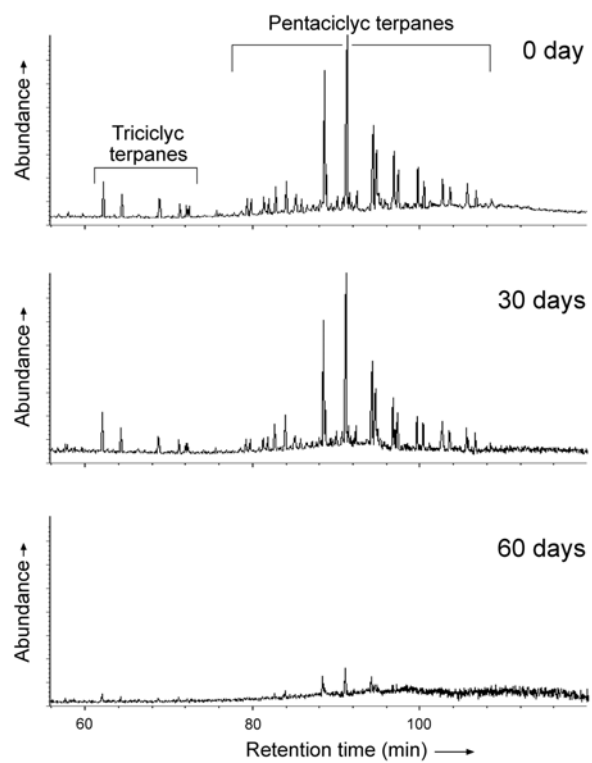 Pentaciclyc terpanes
0 day
Triciclyc
terpanes
Abundance→
30 days
Abundance→
60 days
Abundance→
60 80 100
Retention time (min) →